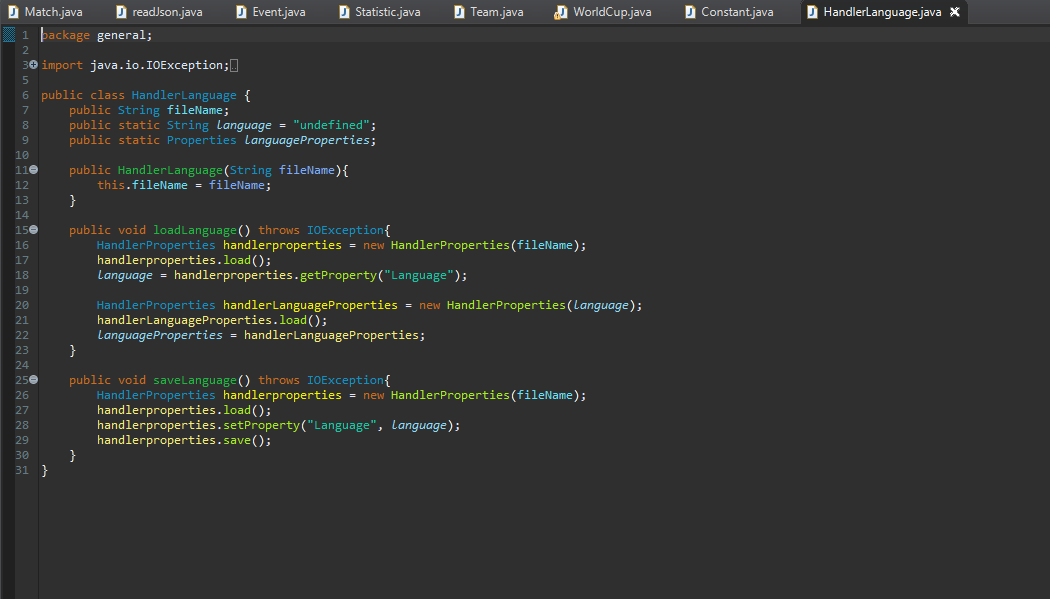 Match.java readJson.java Event.java Statistic.java Team.java WorldCup.java Constant.java HandlerLanguage.java
1 package general;
2
3 import java.io.IOException;
5
6 public class HandlerLanguage {
7     public String fileName;
8     public static String language = "undefined";
9     public static Properties languageProperties;
10
11     public HandlerLanguage(String fileName){
12         this.fileName = fileName;
13     }
14
15     public void loadLanguage() throws IOException{
16         HandlerProperties handlerproperties = new HandlerProperties(fileName);
17         handlerproperties.load();
18         language = handlerproperties.getProperty("Language");
19
20         HandlerProperties handlerLanguageProperties = new HandlerProperties(language);
21         handlerLanguageProperties.load();
22         languageProperties = handlerLanguageProperties;
23     }
24
25     public void saveLanguage() throws IOException{
26         HandlerProperties handlerproperties = new HandlerProperties(fileName);
27         handlerproperties.load();
28         handlerproperties.setProperty("Language", language);
29         handlerproperties.save();
30     }
31 }